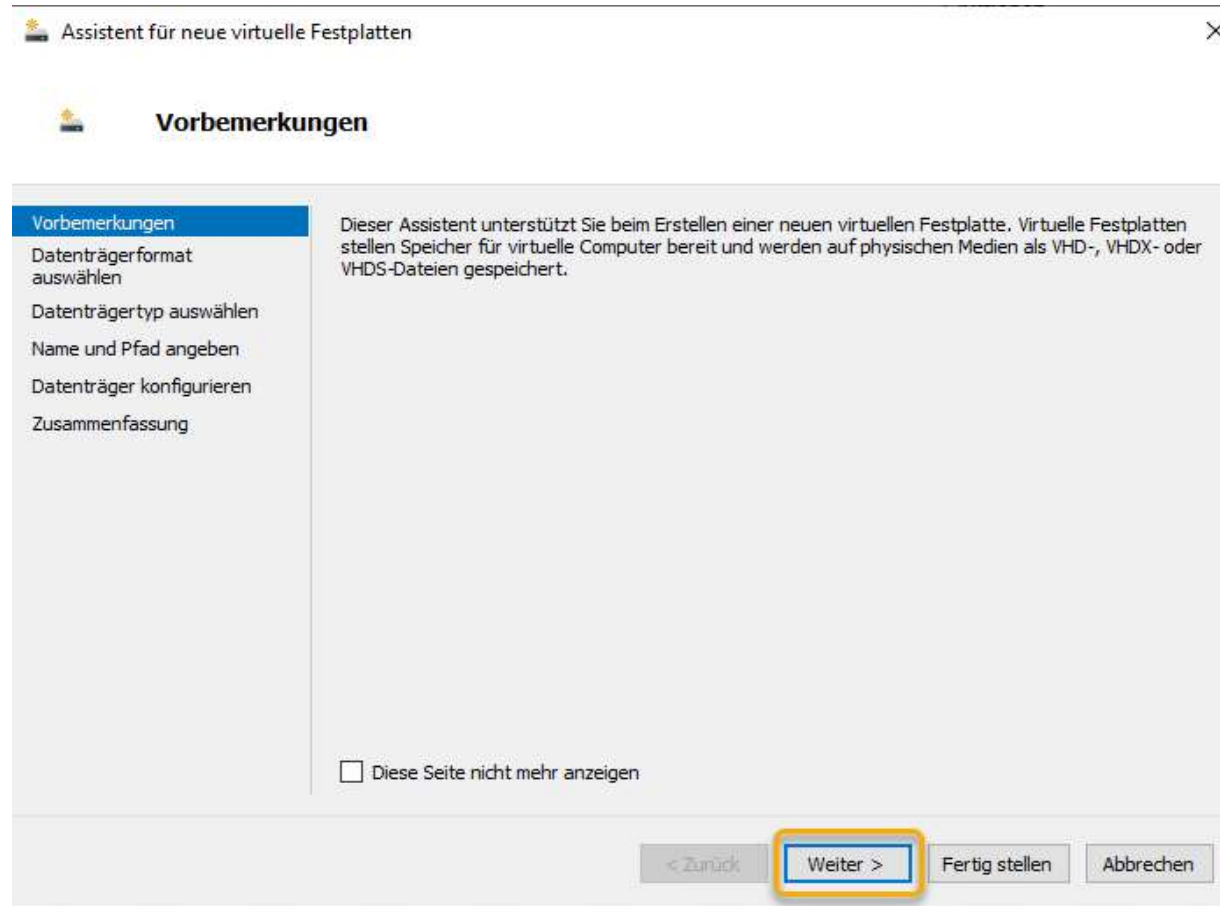 Assistent für neue virtuelle Festplatten
Vorbemerkungen
Vorbemerkungen
Datenträgerformat
auswählen
Datenträgertyp auswählen
Name und Pfad angeben
Datenträger konfigurieren
Zusammenfassung
Dieser Assistent unterstützt Sie beim Erstellen einer neuen virtuellen Festplatte. Virtuelle Festplatten
stellen Speicher für virtuelle Computer bereit und werden auf physischen Medien als VHD-, VHDX- oder
VHDS-Dateien gespeichert.
Diese Seite nicht mehr anzeigen
< Zurück
Weiter >
Fertig stellen
Abbrechen